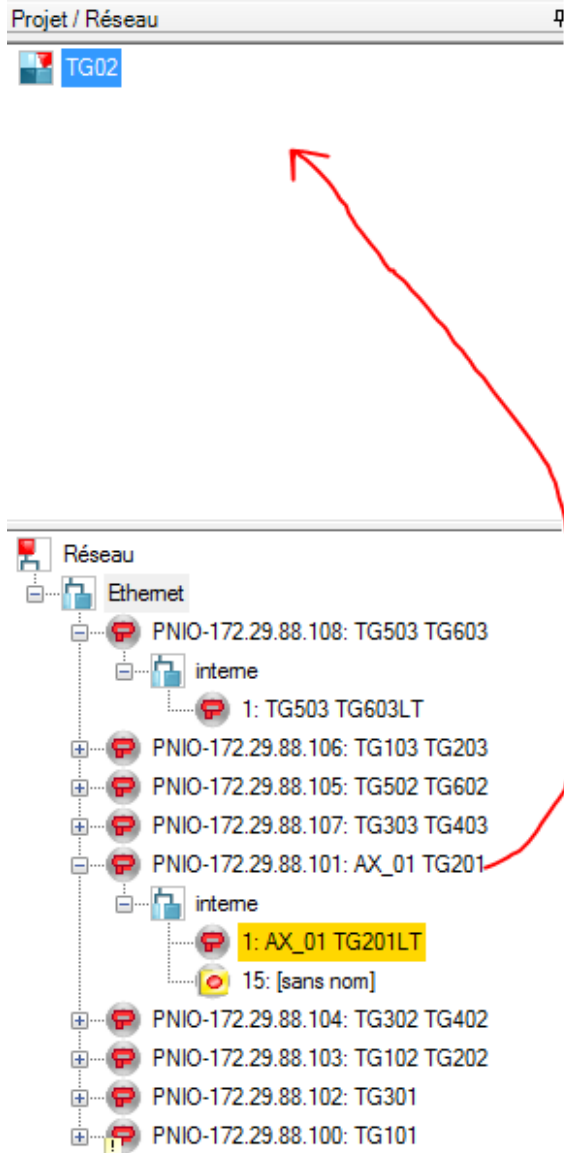 Projet / Réseau
TG02
Réseau
Ethernet
PNIO-172.29.88.108: TG503 TG603
interne
1: TG503 TG603LT
PNIO-172.29.88.106: TG103 TG203
PNIO-172.29.88.105: TG502 TG602
PNIO-172.29.88.107: TG303 TG403
PNIO-172.29.88.101: AX_01 TG201
interne
1: AX_01 TG201LT
15: [sans nom]
PNIO-172.29.88.104: TG302 TG402
PNIO-172.29.88.103: TG102 TG202
PNIO-172.29.88.102: TG301
PNIO-172.29.88.100: TG101